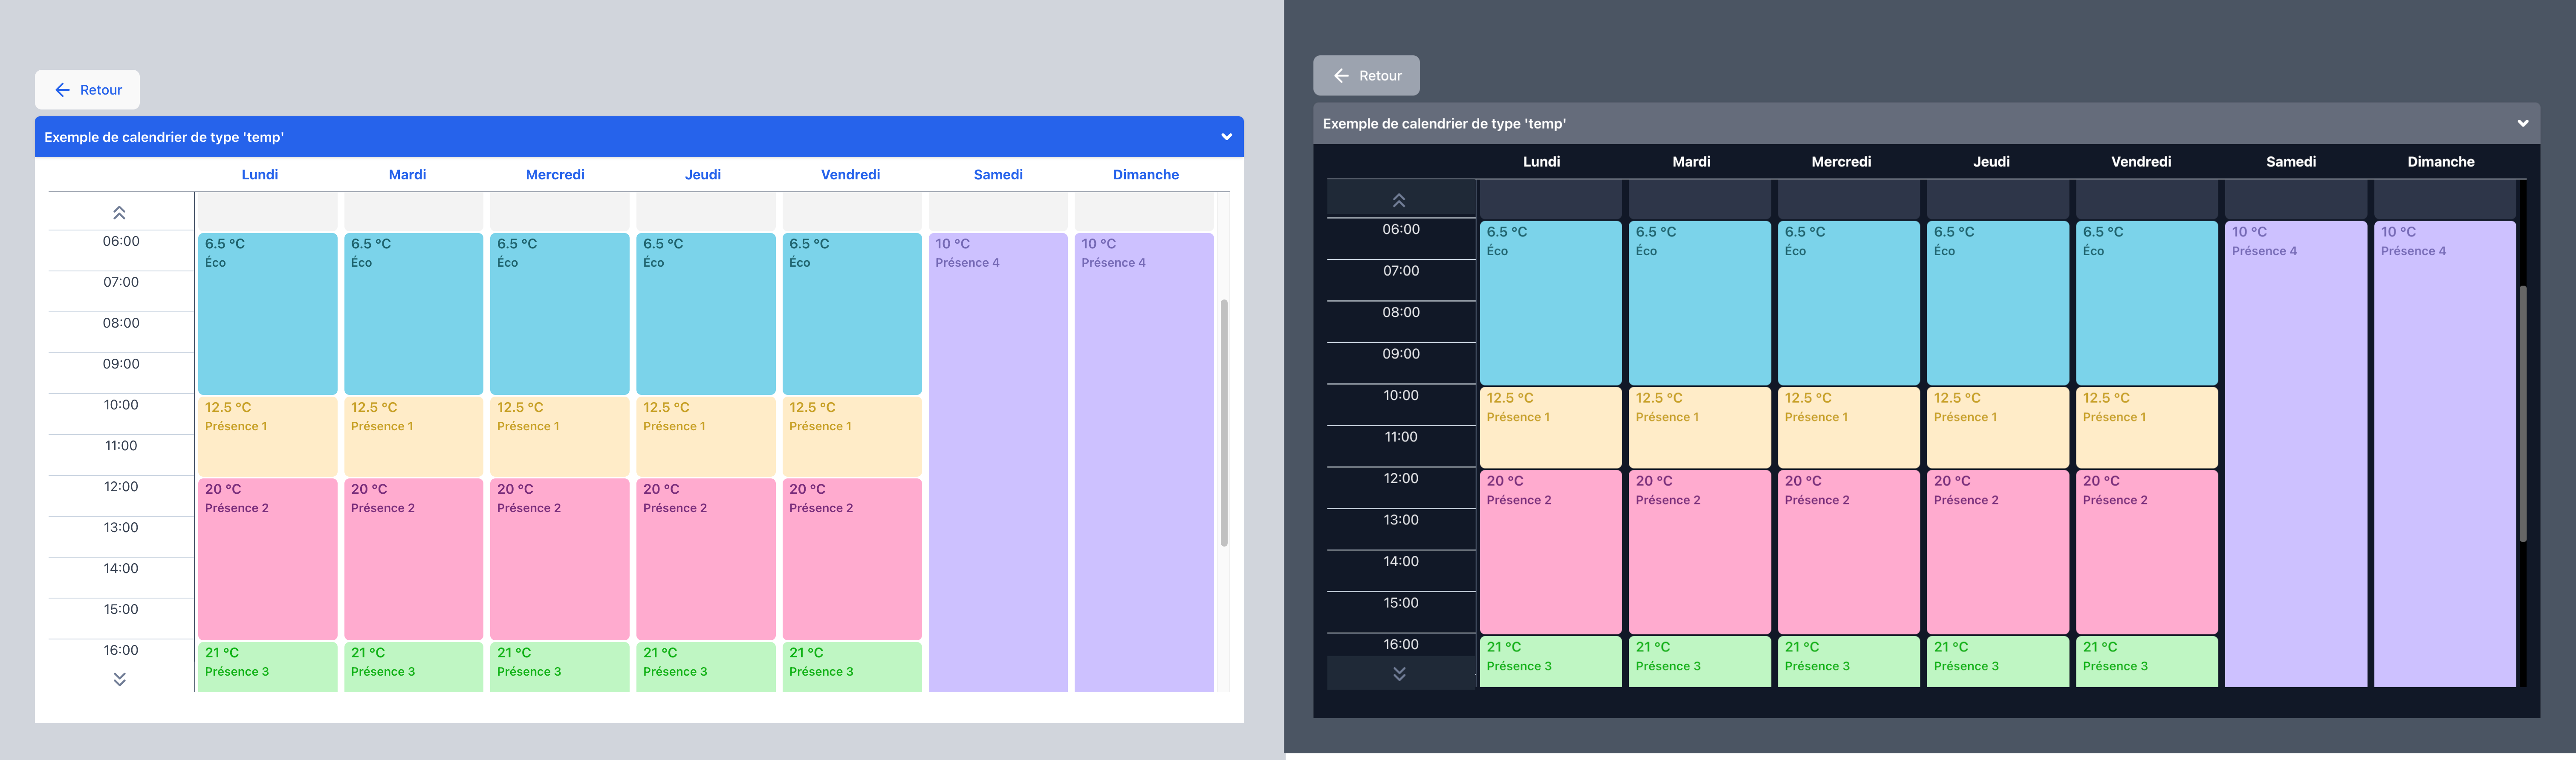 Retour
Exemple de calendrier de type 'temp'
Lundi Mardi Mercredi Jeudi Vendredi Samedi Dimanche
06:00 6.5 °C 6.5 °C 6.5 °C 6.5 °C 6.5 °C 10 °C 10 °C
Éco Éco Éco Éco Éco Présence 4 Présence 4
07:00
08:00
09:00
10:00 12.5 °C 12.5 °C 12.5 °C 12.5 °C 12.5 °C
Présence 1 Présence 1 Présence 1 Présence 1 Présence 1
11:00
12:00 20 °C 20 °C 20 °C 20 °C 20 °C
Présence 2 Présence 2 Présence 2 Présence 2 Présence 2
13:00
14:00
15:00
16:00 21 °C 21 °C 21 °C 21 °C 21 °C
Présence 3 Présence 3 Présence 3 Présence 3 Présence 3
Retour
Exemple de calendrier de type 'temp'
Lundi Mardi Mercredi Jeudi Vendredi Samedi Dimanche
06:00 6.5 °C 6.5 °C 6.5 °C 6.5 °C 6.5 °C 10 °C 10 °C
Éco Éco Éco Éco Éco Présence 4 Présence 4
07:00
08:00
09:00
10:00 12.5 °C 12.5 °C 12.5 °C 12.5 °C 12.5 °C
Présence 1 Présence 1 Présence 1 Présence 1 Présence 1
11:00
12:00 20 °C 20 °C 20 °C 20 °C 20 °C
Présence 2 Présence 2 Présence 2 Présence 2 Présence 2
13:00
14:00
15:00
16:00 21 °C 21 °C 21 °C 21 °C 21 °C
Présence 3 Présence 3 Présence 3 Présence 3 Présence 3